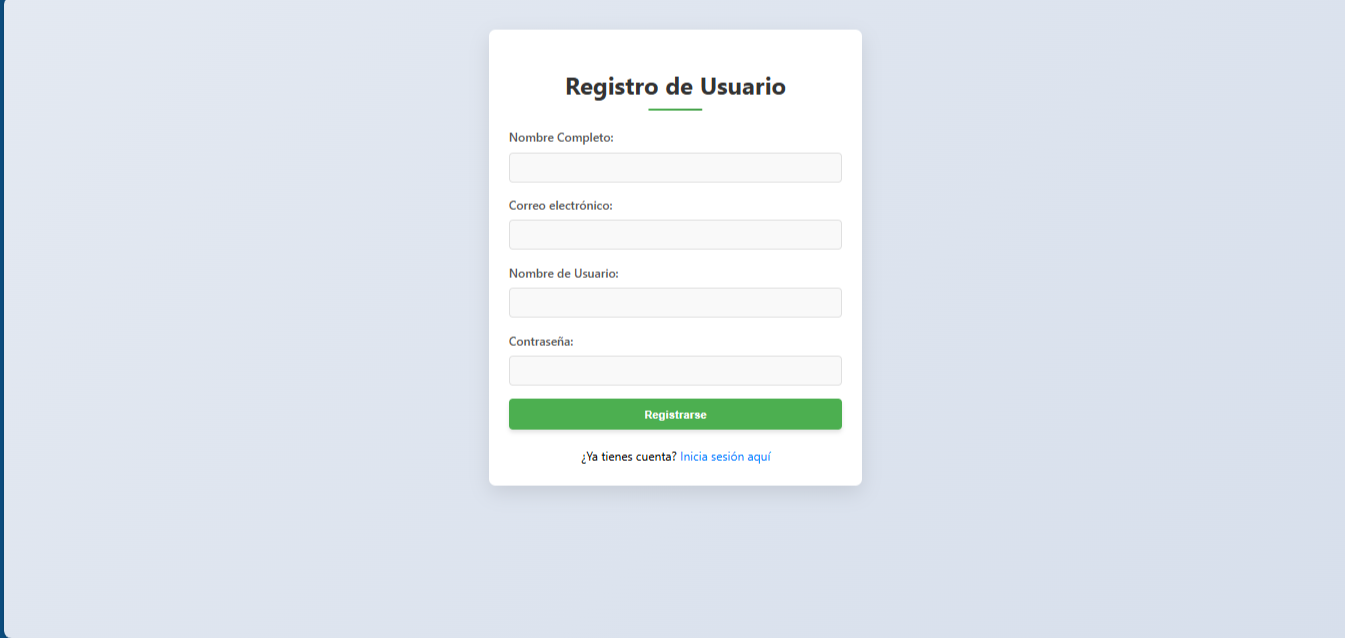 Registro de Usuario
Nombre Completo:
Correo electrónico:
Nombre de Usuario:
Contraseña:
Registrarse
¿Ya tienes cuenta? Inicia sesión aquí